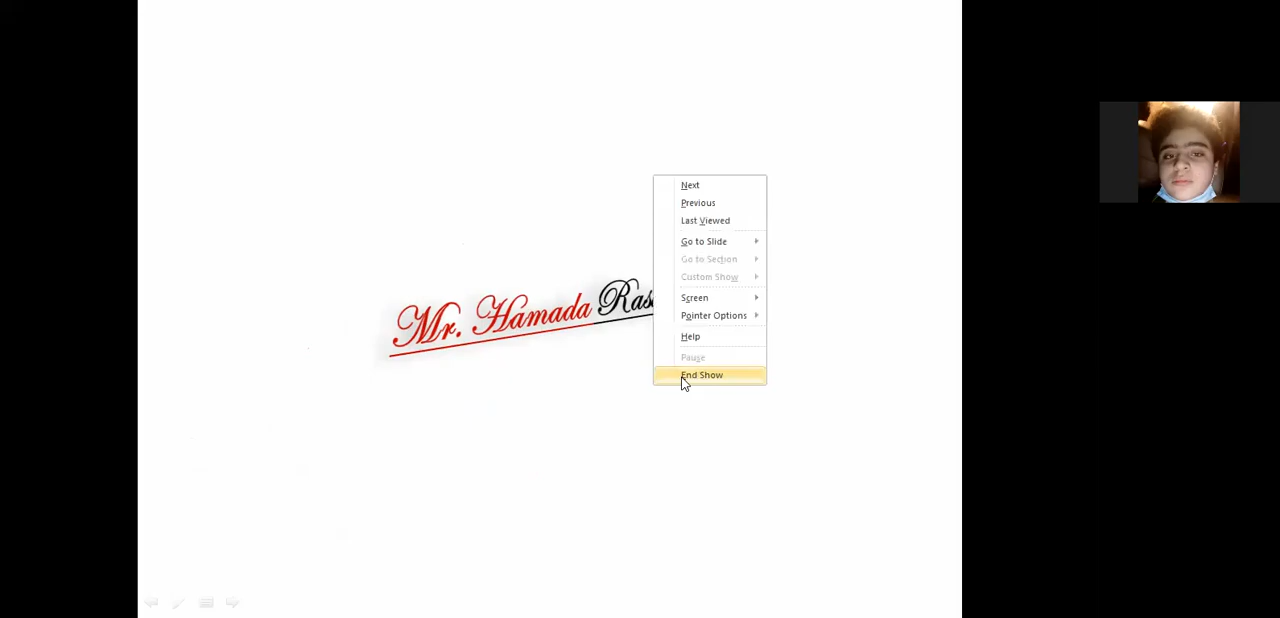 Next
Previous
Last Viewed
Go to Slide
Go to Section
Custom Show
Mr. Hamada
Screen
Pointer Options
Help
Pause
End Show